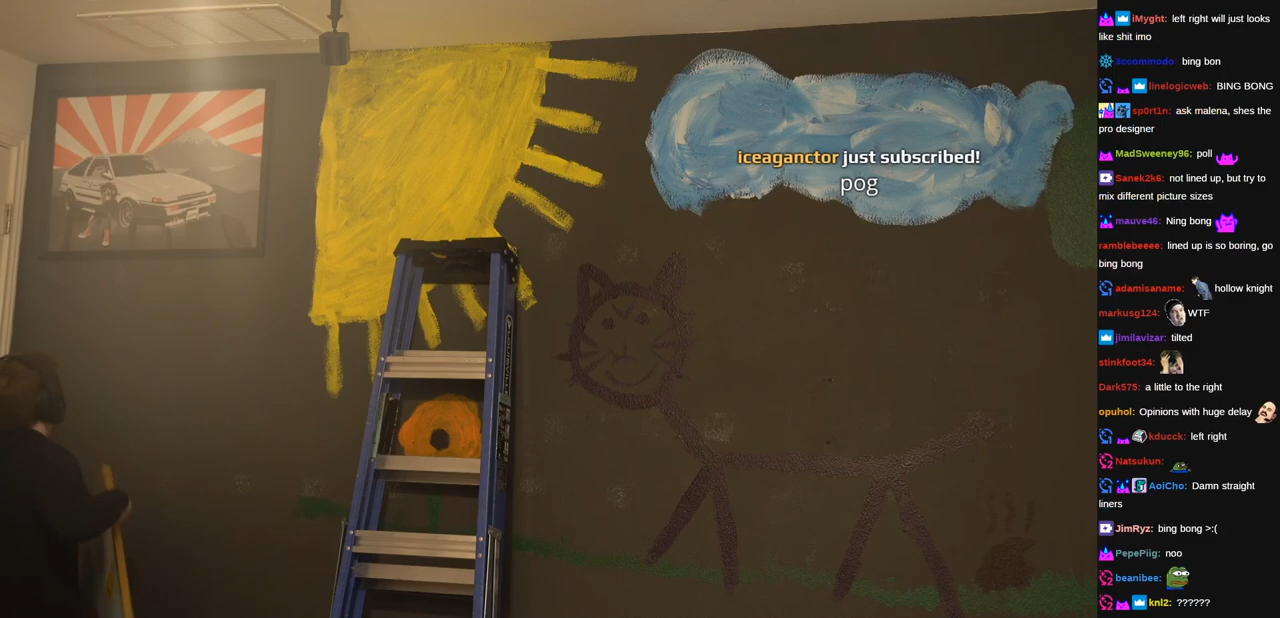 iceaganctor just subscribed!
pog
iMyght: left right will just looks
like shit imo
accommodo: bing bon
linelogicweb: BING BONG
sp0rt1n: ask malena, shes the
pro designer
MadSweeney96: poll
Sanek2k6: not lined up, but try to
mix different picture sizes
mauve46: Ning bong
ramblebeeee: lined up is so boring, go
bing bong
adamisaname: hollow knight
markusg124: WTF
jimilavizar: tilted
stinkfoot34:
Dark575: a little to the right
opuhol: Opinions with huge delay
kducck: left right
Natsukun:
AoiCho: Damn straight
liners
JimRyz: bing bong >:(
PepePiig: noo
beanibee:
knl2: ??????